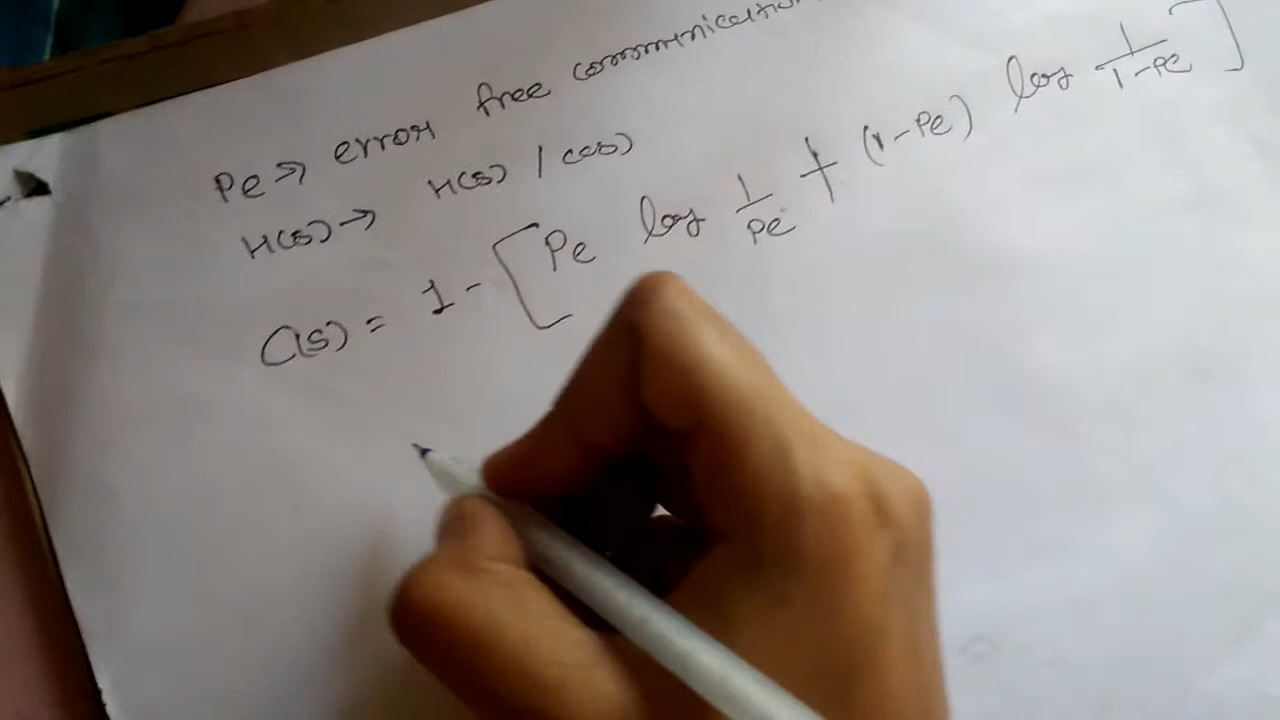 Pe → error free communication
H(s) → H(s) / C(s)
C(s) = 1 - [ Pe log 1/Pe + (1-Pe) log 1/1-Pe ]